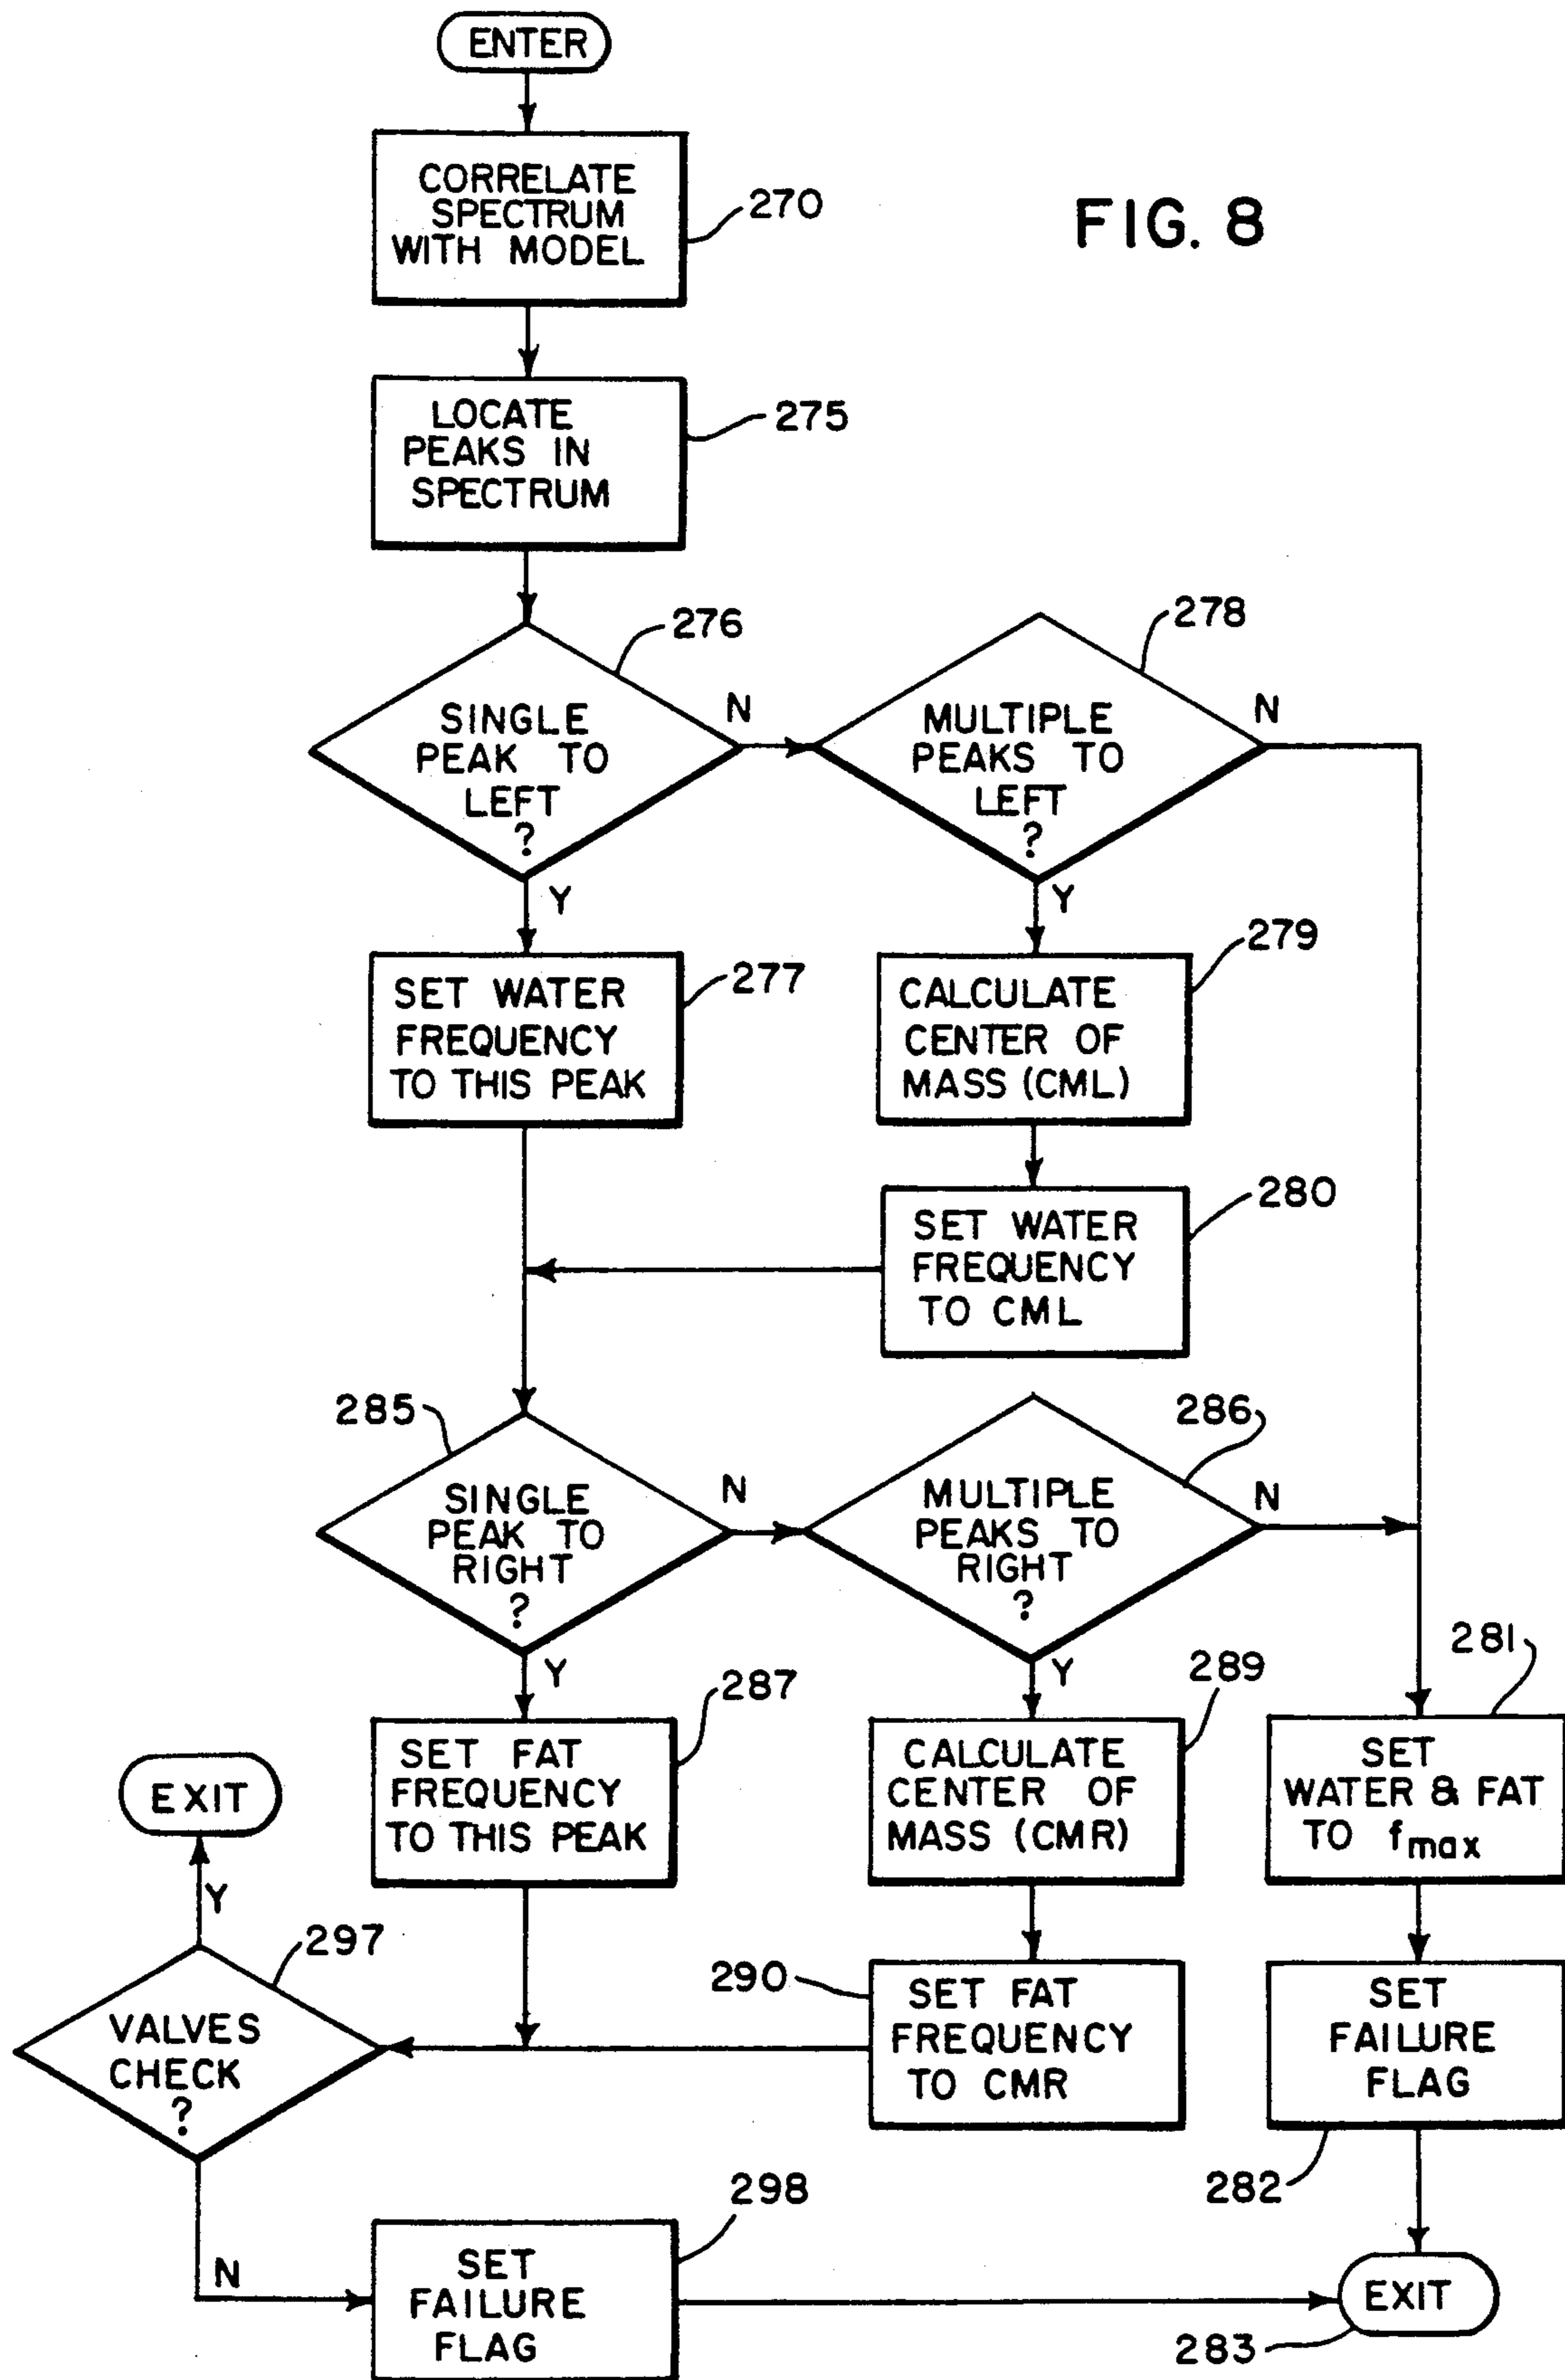 ENTER
FIG. 8
CORRELATE
SPECTRUM
WITH MODEL
270
LOCATE
PEAKS IN
SPECTRUM
275
276
SINGLE
PEAK TO
LEFT
?
N
Y
278
MULTIPLE
PEAKS TO
LEFT
?
N
Y
277
SET WATER
FREQUENCY
TO THIS PEAK
279
CALCULATE
CENTER OF
MASS (CML)
280
SET WATER
FREQUENCY
TO CML
285
SINGLE
PEAK TO
RIGHT
?
N
Y
286
MULTIPLE
PEAKS TO
RIGHT
?
N
Y
287
SET FAT
FREQUENCY
TO THIS PEAK
289
CALCULATE
CENTER OF
MASS (CMR)
281
SET
WATER & FAT
TO fmax
EXIT
Y
297
VALVES
CHECK
?
N
290
SET FAT
FREQUENCY
TO CMR
SET
FAILURE
FLAG
282
298
SET
FAILURE
FLAG
EXIT
283